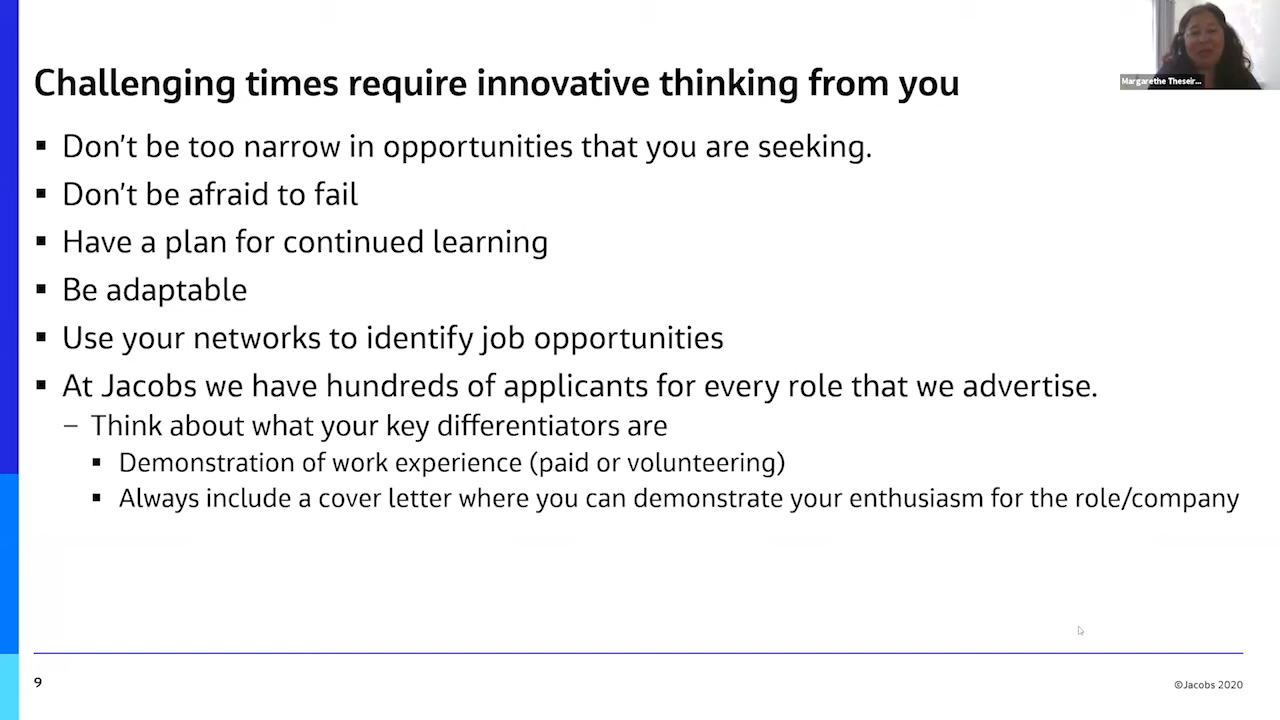 Challenging times require innovative thinking from you
Margarethe Theseir...
▪ Don't be too narrow in opportunities that you are seeking.
▪ Don't be afraid to fail
▪ Have a plan for continued learning
▪ Be adaptable
▪ Use your networks to identify job opportunities
▪ At Jacobs we have hundreds of applicants for every role that we advertise.
– Think about what your key differentiators are
▪ Demonstration of work experience (paid or volunteering)
▪ Always include a cover letter where you can demonstrate your enthusiasm for the role/company
9
©Jacobs 2020